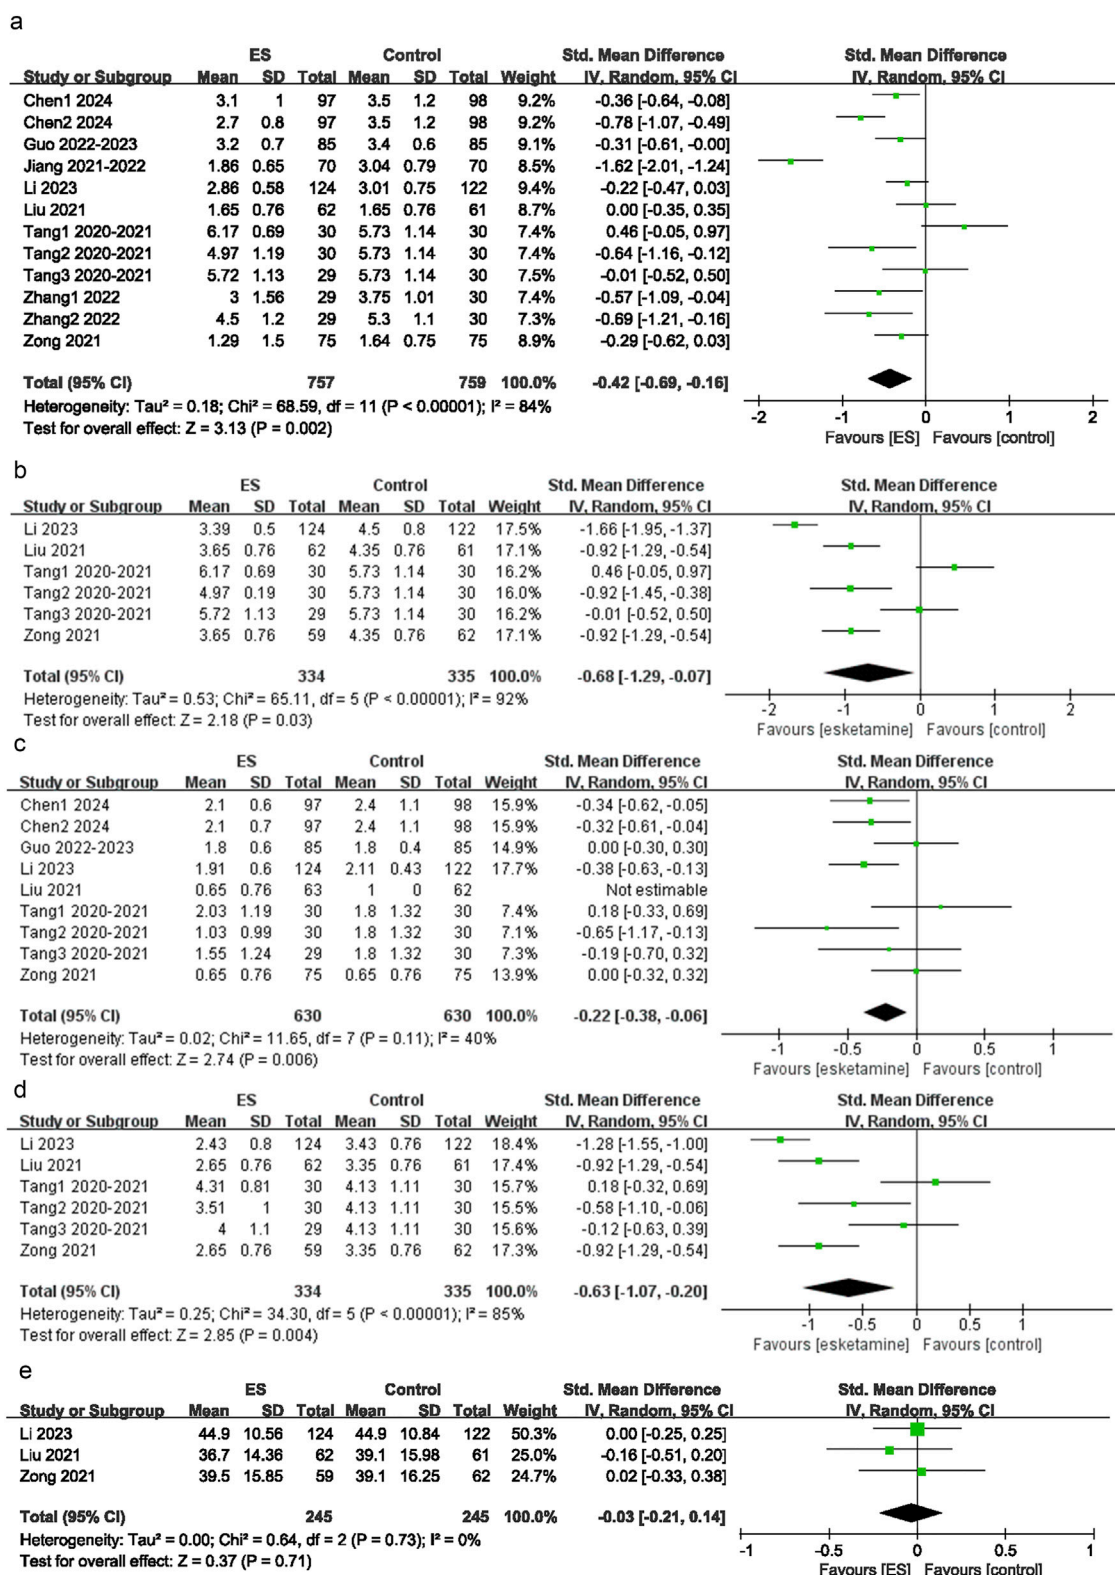 a
ES Control Std. Mean Difference Std. Mean Difference
Study or Subgroup Mean SD Total Mean SD Total Weight IV, Random, 95% CI IV, Random, 95% CI
Chen1 2024 3.1 1 97 3.5 1.2 98 9.2% -0.36 [-0.64, -0.08]
Chen2 2024 2.7 0.8 97 3.5 1.2 98 9.2% -0.78 [-1.07, -0.49]
Guo 2022-2023 3.2 0.7 85 3.4 0.6 85 9.1% -0.31 [-0.61, -0.00]
Jiang 2021-2022 1.86 0.65 70 3.04 0.79 70 8.5% -1.62 [-2.01, -1.24]
Li 2023 2.86 0.58 124 3.01 0.75 122 9.4% -0.22 [-0.47, 0.03]
Liu 2021 1.65 0.76 62 1.65 0.76 61 8.7% 0.00 [-0.35, 0.35]
Tang1 2020-2021 6.17 0.69 30 5.73 1.14 30 7.4% 0.46 [-0.05, 0.97]
Tang2 2020-2021 4.97 1.19 30 5.73 1.14 30 7.4% -0.64 [-1.16, -0.12]
Tang3 2020-2021 5.72 1.13 29 5.73 1.14 30 7.5% -0.01 [-0.52, 0.50]
Zhang1 2022 3 1.56 29 3.75 1.01 30 7.4% -0.57 [-1.09, -0.04]
Zhang2 2022 4.5 1.2 29 5.3 1.1 30 7.3% -0.69 [-1.21, -0.16]
Zong 2021 1.29 1.5 75 1.64 0.75 75 8.9% -0.29 [-0.62, 0.03]
Total (95% CI) 757 759 100.0% -0.42 [-0.69, -0.16]
Heterogeneity: Tau² = 0.18; Chi² = 68.59, df = 11 (P < 0.00001); I² = 84%
Test for overall effect: Z = 3.13 (P = 0.002)
-2 -1 0 1 2
Favours [ES] Favours [control]
b
ES Control Std. Mean Difference Std. Mean Difference
Study or Subgroup Mean SD Total Mean SD Total Weight IV, Random, 95% CI IV, Random, 95% CI
Li 2023 3.39 0.5 124 4.5 0.8 122 17.5% -1.66 [-1.95, -1.37]
Liu 2021 3.65 0.76 62 4.35 0.76 61 17.1% -0.92 [-1.29, -0.54]
Tang1 2020-2021 6.17 0.69 30 5.73 1.14 30 16.2% 0.46 [-0.05, 0.97]
Tang2 2020-2021 4.97 0.19 30 5.73 1.14 30 16.0% -0.92 [-1.45, -0.38]
Tang3 2020-2021 5.72 1.13 29 5.73 1.14 30 16.2% -0.01 [-0.52, 0.50]
Zong 2021 3.65 0.76 59 4.35 0.76 62 17.1% -0.92 [-1.29, -0.54]
Total (95% CI) 334 335 100.0% -0.68 [-1.29, -0.07]
Heterogeneity: Tau² = 0.53; Chi² = 65.11, df = 5 (P < 0.00001); I² = 92%
Test for overall effect: Z = 2.18 (P = 0.03)
-2 -1 0 1 2
Favours [esketamine] Favours [control]
c
ES Control Std. Mean Difference Std. Mean Difference
Study or Subgroup Mean SD Total Mean SD Total Weight IV, Random, 95% CI IV, Random, 95% CI
Chen1 2024 2.1 0.6 97 2.4 1.1 98 15.9% -0.34 [-0.62, -0.05]
Chen2 2024 2.1 0.7 97 2.4 1.1 98 15.9% -0.32 [-0.61, -0.04]
Guo 2022-2023 1.8 0.6 85 1.8 0.4 85 14.9% 0.00 [-0.30, 0.30]
Li 2023 1.91 0.6 124 2.11 0.43 122 17.7% -0.38 [-0.63, -0.13]
Liu 2021 0.65 0.76 63 1 0 62 Not estimable
Tang1 2020-2021 2.03 1.19 30 1.8 1.32 30 7.4% 0.18 [-0.33, 0.69]
Tang2 2020-2021 1.03 0.99 30 1.8 1.32 30 7.1% -0.65 [-1.17, -0.13]
Tang3 2020-2021 1.55 1.24 29 1.8 1.32 30 7.3% -0.19 [-0.70, 0.32]
Zong 2021 0.65 0.76 75 0.65 0.76 75 13.9% 0.00 [-0.32, 0.32]
Total (95% CI) 630 630 100.0% -0.22 [-0.38, -0.06]
Heterogeneity: Tau² = 0.02; Chi² = 11.65, df = 7 (P = 0.11); I² = 40%
Test for overall effect: Z = 2.74 (P = 0.006)
-1 -0.5 0 0.5 1
Favours [esketamine] Favours [control]
d
ES Control Std. Mean Difference Std. Mean Difference
Study or Subgroup Mean SD Total Mean SD Total Weight IV, Random, 95% CI IV, Random, 95% CI
Li 2023 2.43 0.8 124 3.43 0.76 122 18.4% -1.28 [-1.55, -1.00]
Liu 2021 2.65 0.76 62 3.35 0.76 61 17.4% -0.92 [-1.29, -0.54]
Tang1 2020-2021 4.31 0.81 30 4.13 1.11 30 15.7% 0.18 [-0.32, 0.69]
Tang2 2020-2021 3.51 1 30 4.13 1.11 30 15.6% -0.58 [-1.10, -0.06]
Tang3 2020-2021 4 1.1 29 4.13 1.11 30 15.6% -0.12 [-0.63, 0.39]
Zong 2021 2.65 0.76 59 3.35 0.76 62 17.3% -0.92 [-1.29, -0.54]
Total (95% CI) 334 335 100.0% -0.63 [-1.07, -0.20]
Heterogeneity: Tau² = 0.25; Chi² = 34.30, df = 5 (P < 0.00001); I² = 85%
Test for overall effect: Z = 2.85 (P = 0.004)
-1 -0.5 0 0.5 1
Favours [esketamine] Favours [control]
e
ES Control Std. Mean Difference Std. Mean Difference
Study or Subgroup Mean SD Total Mean SD Total Weight IV, Random, 95% CI IV, Random, 95% CI
Li 2023 44.9 10.56 124 44.9 10.84 122 50.3% 0.00 [-0.25, 0.25]
Liu 2021 36.7 14.36 62 39.1 15.98 61 25.0% -0.16 [-0.51, 0.20]
Zong 2021 39.5 15.85 59 39.1 16.25 62 24.7% 0.02 [-0.33, 0.38]
Total (95% CI) 245 245 100.0% -0.03 [-0.21, 0.14]
Heterogeneity: Tau² = 0.00; Chi² = 0.64, df = 2 (P = 0.73); I² = 0%
Test for overall effect: Z = 0.37 (P = 0.71)
-1 -0.5 0 0.5 1
Favours [ES] Favours [control]